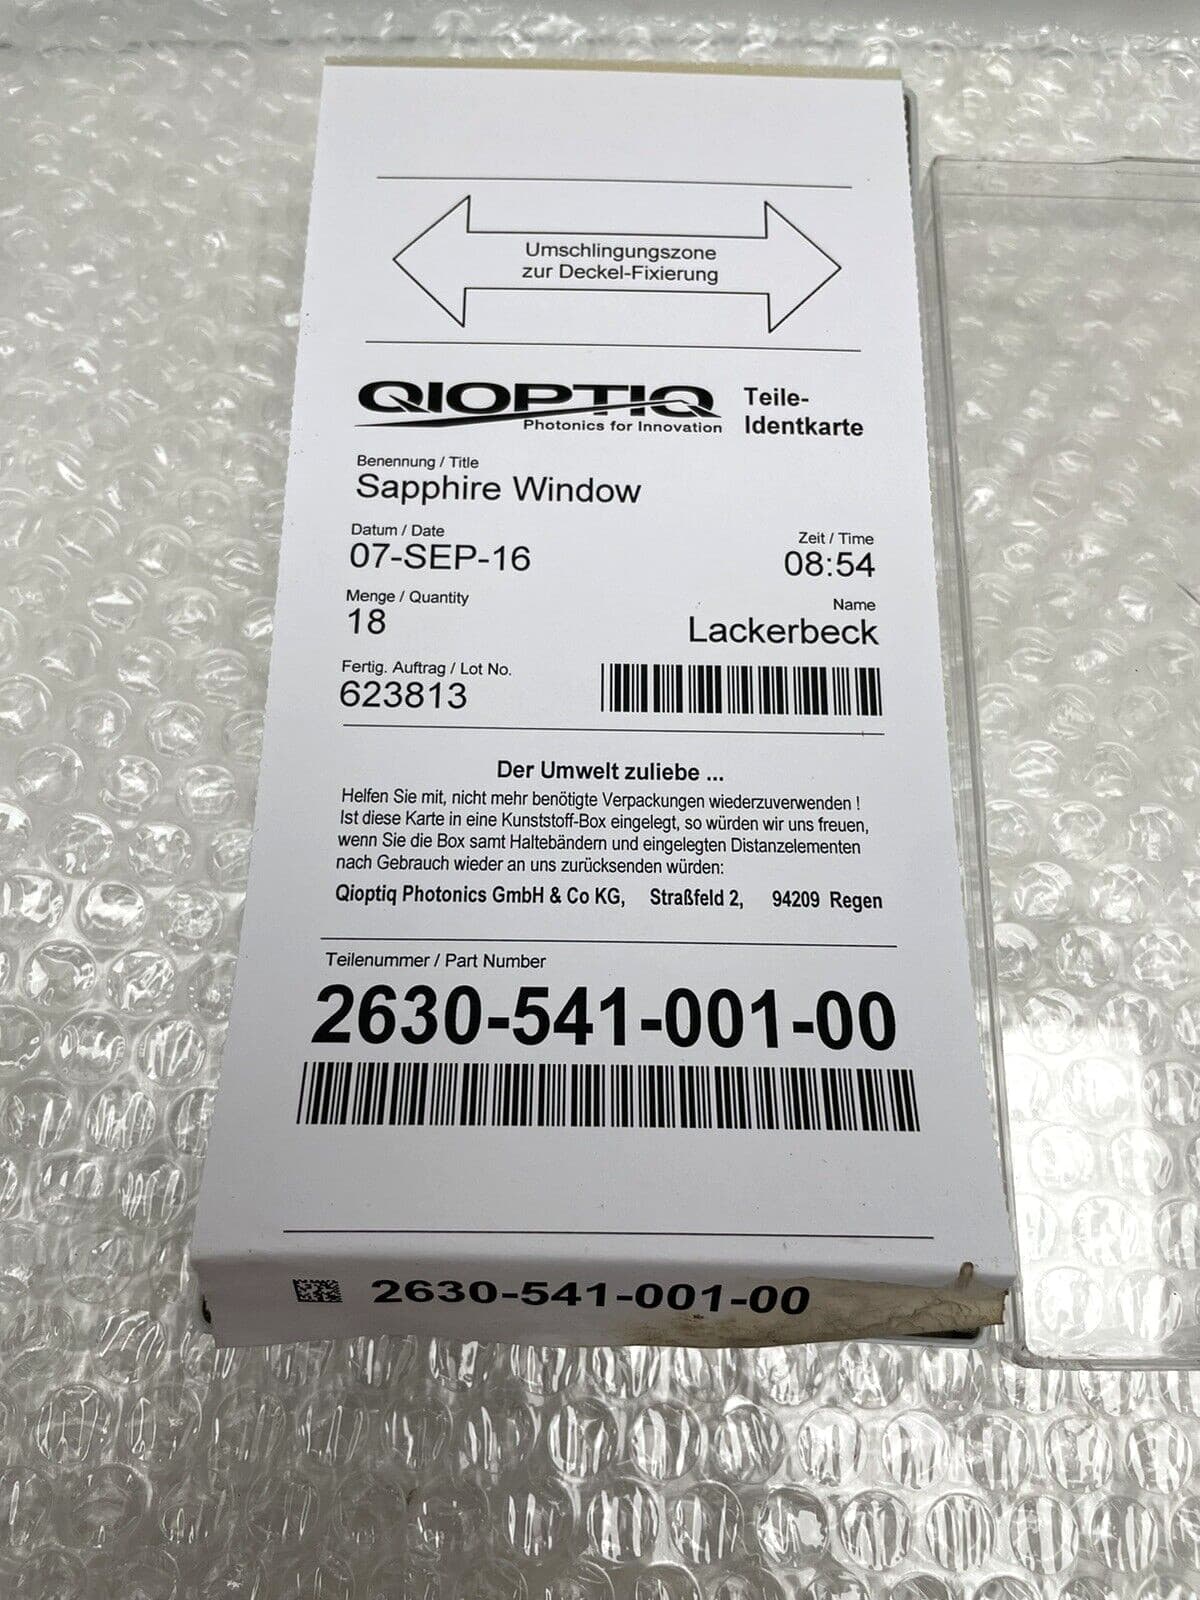 Umschlingungszone
zur Deckel-Fixierung
QIOPTIQ
Photonics for Innovation
Teile-
Identkarte
Benennung / Title
Sapphire Window
Datum / Date
07-SEP-16
Zeit / Time
08:54
Menge / Quantity
18
Name
Lackerbeck
Fertig. Auftrag / Lot No.
623813
Der Umwelt zuliebe ...
Helfen Sie mit, nicht mehr benötigte Verpackungen wiederzuverwenden !
Ist diese Karte in eine Kunststoff-Box eingelegt, so würden wir uns freuen,
wenn Sie die Box samt Haltebändern und eingelegten Distanzelementen
nach Gebrauch wieder an uns zurücksenden würden:
Qioptiq Photonics GmbH & Co KG, Straßfeld 2, 94209 Regen
Teilenummer / Part Number
2630-541-001-00
2630-541-001-00